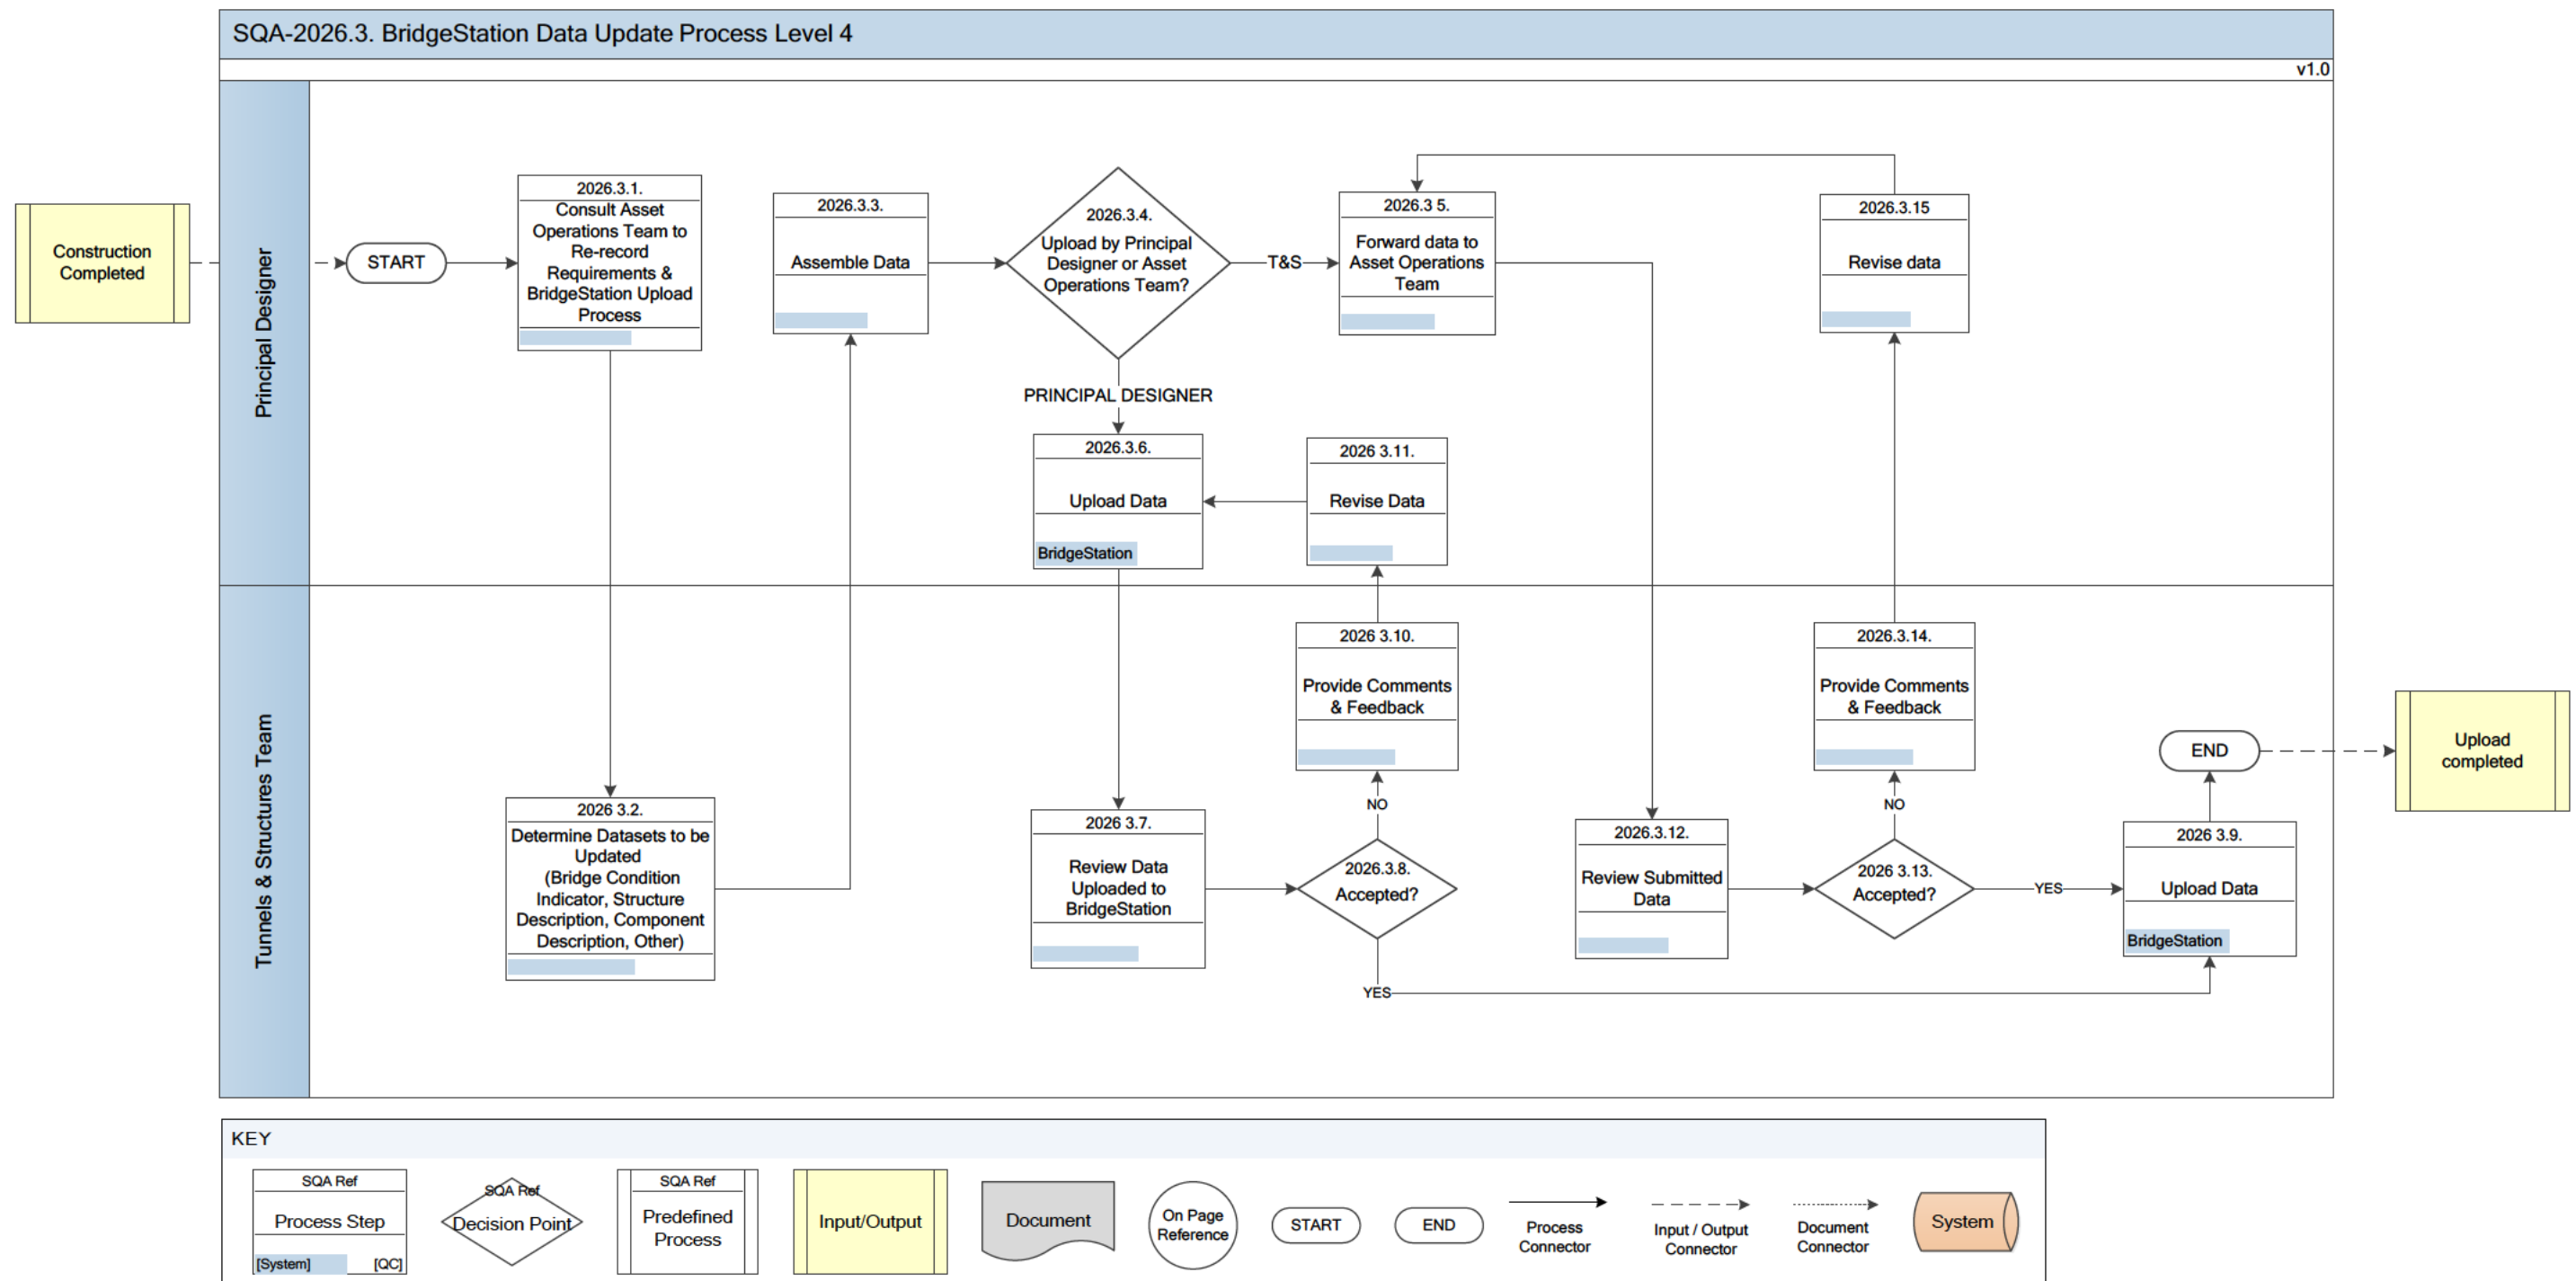 SQA-2026.3. BridgeStation Data Update Process Level 4
v1.0
Principal Designer
Construction
Completed
START
2026.3.1.
Consult Asset
Operations Team to
Re-record
Requirements &
BridgeStation Upload
Process
2026.3.3.
Assemble Data
2026.3.4.
Upload by Principal
Designer or Asset
Operations Team?
T&S
PRINCIPAL DESIGNER
2026.3 5.
Forward data to
Asset Operations
Team
2026.3.15
Revise data
2026.3.6.
Upload Data
BridgeStation
2026 3.11.
Revise Data
Tunnels & Structures Team
2026 3.2.
Determine Datasets to be
Updated
(Bridge Condition
Indicator, Structure
Description, Component
Description, Other)
2026 3.7.
Review Data
Uploaded to
BridgeStation
2026 3.10.
Provide Comments
& Feedback
NO
2026.3.8.
Accepted?
YES
2026.3.12.
Review Submitted
Data
2026.3.14.
Provide Comments
& Feedback
NO
2026 3.13.
Accepted?
YES
2026 3.9.
Upload Data
BridgeStation
END
Upload
completed
KEY
SQA Ref
Process Step
[System] [QC]
SQA Ref
Decision Point
SQA Ref
Predefined
Process
Input/Output
Document
On Page
Reference
START
END
Process
Connector
Input / Output
Connector
Document
Connector
System